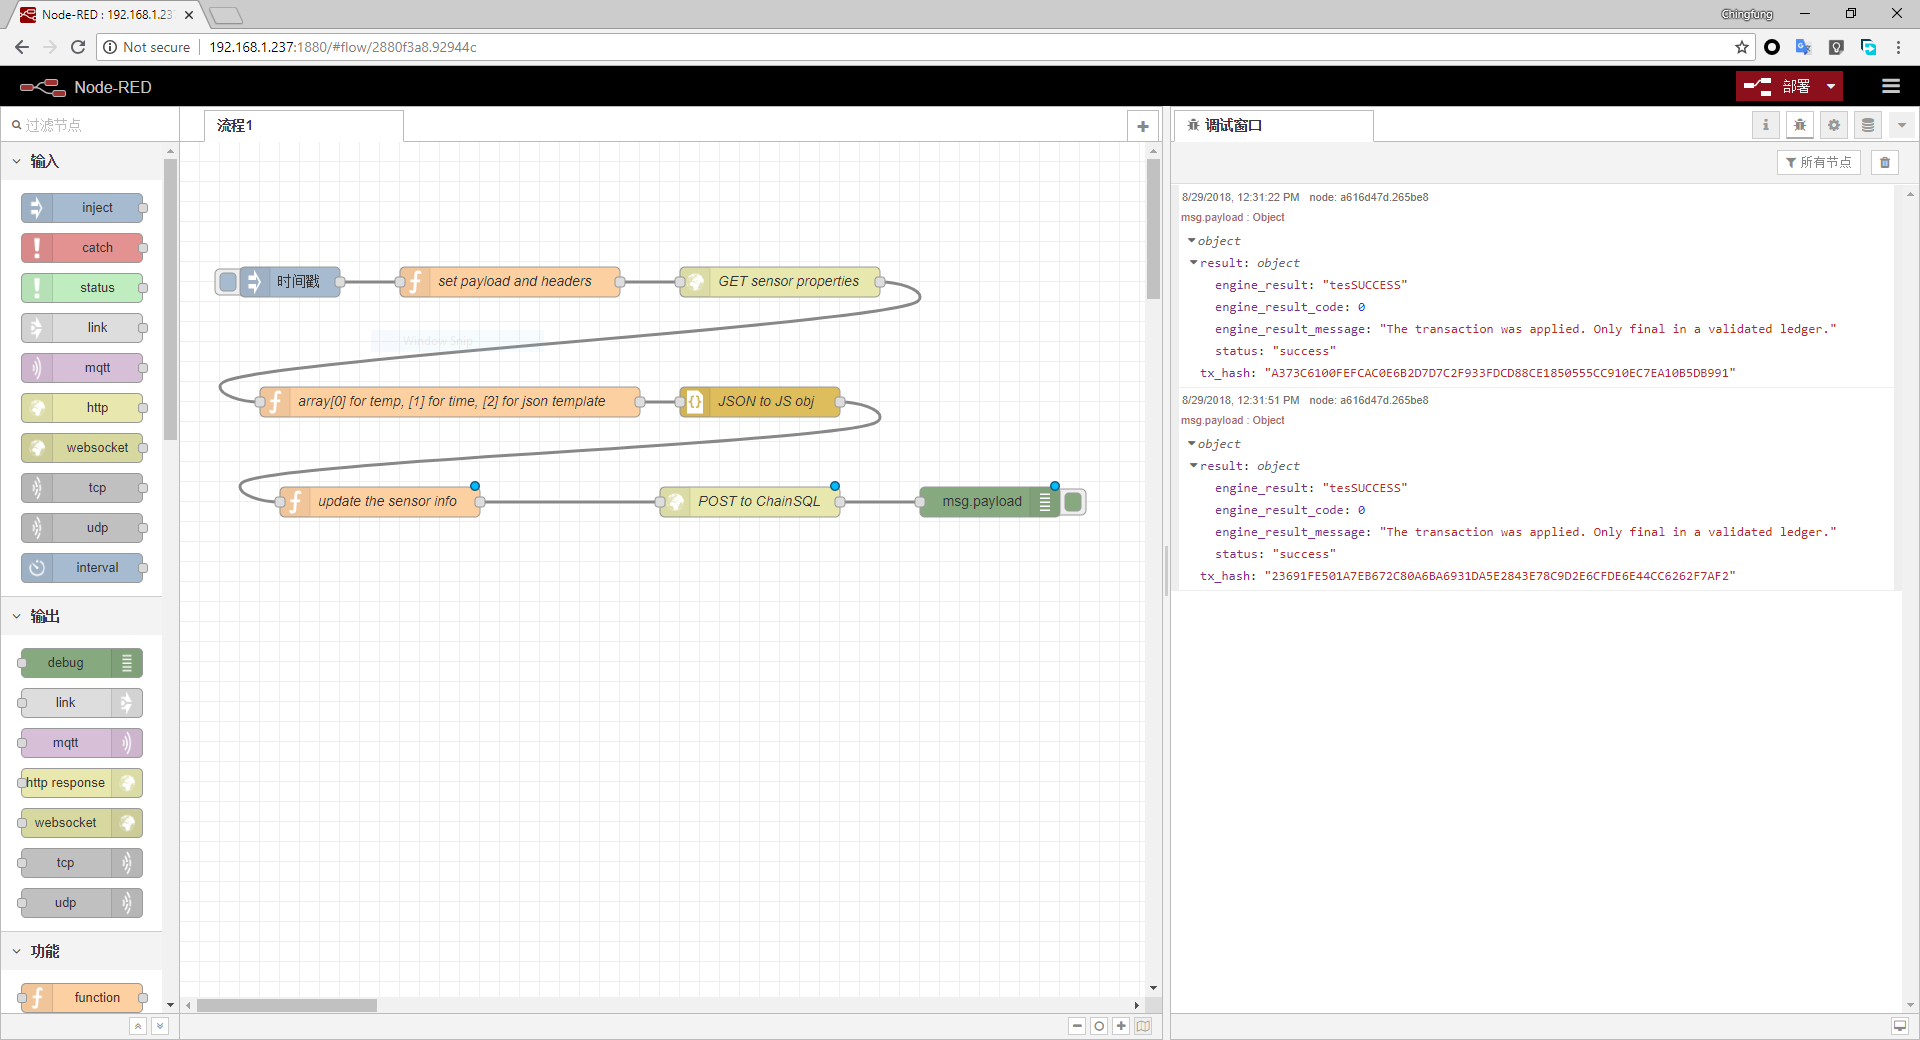 Node-RED : 192.168.1.23
Chingfung
Not secure
192.168.1.237:1880/#flow/2880f3a8.92944c
Node-RED
部署
过滤节点
输入
inject
catch
status
link
mqtt
http
websocket
tcp
udp
interval
输出
debug
link
mqtt
http response
websocket
tcp
udp
功能
function
流程1
时间戳
set payload and headers
GET sensor properties
Window Snip
array[0] for temp, [1] for time, [2] for json template
JSON to JS obj
update the sensor info
POST to ChainSQL
msg.payload
调试窗口
所有节点
8/29/2018, 12:31:22 PM node: a616d47d.265be8
msg.payload : Object
object
result: object
engine_result: "tesSUCCESS"
engine_result_code: 0
engine_result_message: "The transaction was applied. Only final in a validated ledger."
status: "success"
tx_hash: "A373C6100FEFCAC0E6B2D7D7C2F933FDCD88CE1850555CC910EC7EA10B5DB991"
8/29/2018, 12:31:51 PM node: a616d47d.265be8
msg.payload : Object
object
result: object
engine_result: "tesSUCCESS"
engine_result_code: 0
engine_result_message: "The transaction was applied. Only final in a validated ledger."
status: "success"
tx_hash: "23691FE501A7EB672C80A6BA6931DA5E2843E78C9D2E6CFDE6E44CC6262F7AF2"